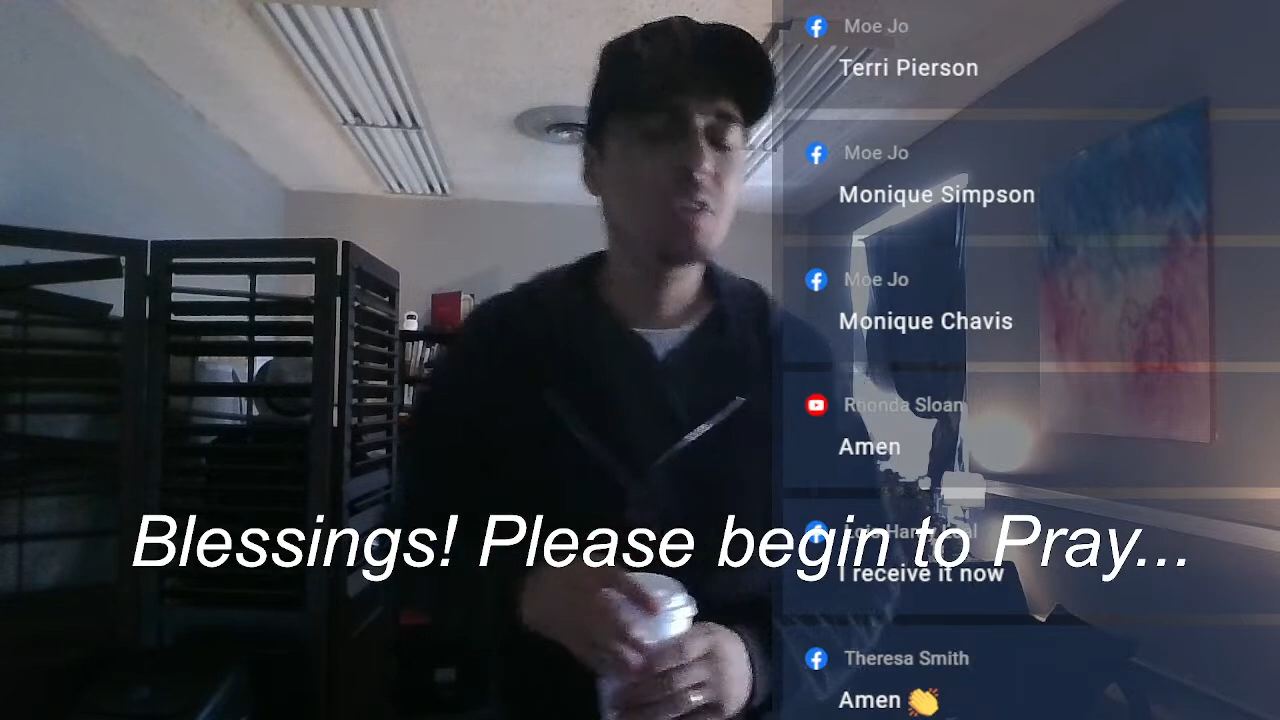 Moe Jo
Terri Pierson
Moe Jo
Monique Simpson
Moe Jo
Monique Chavis
Rhonda Sloan
Amen
Blessings! Please begin to Pray...
I receive it now
Theresa Smith
Amen 👏